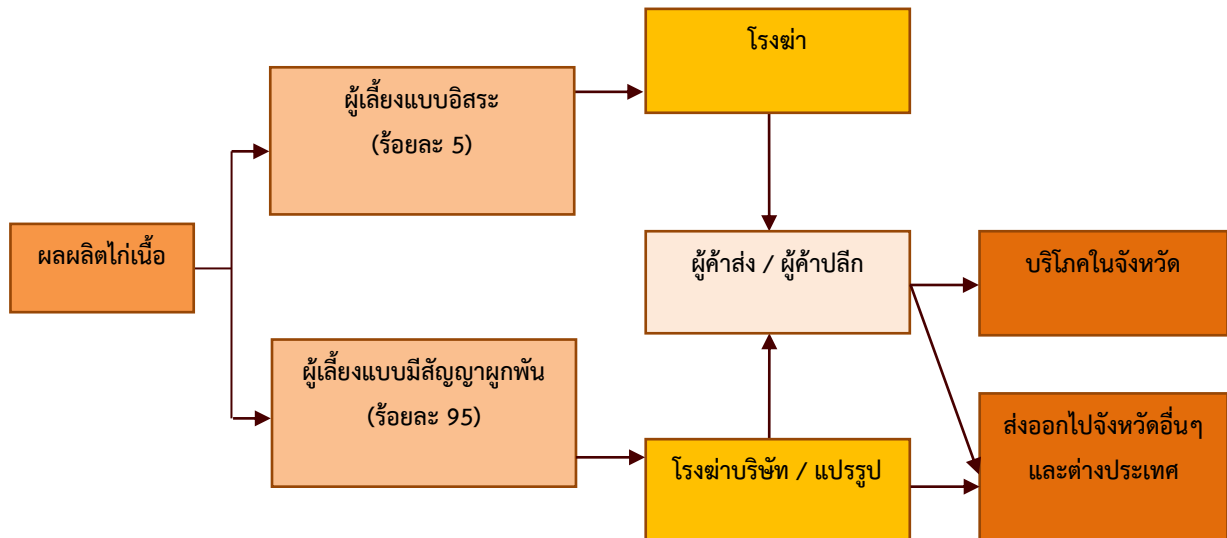 โรงฆ่า
ผู้เลี้ยงแบบอิสระ
(ร้อยละ 5)
ผลผลิตไก่เนื้อ
ผู้ค้าส่ง / ผู้ค้าปลีก
บริโภคในจังหวัด
ผู้เลี้ยงแบบมีสัญญาผูกพัน
(ร้อยละ 95)
โรงฆ่าบริษัท / แปรรูป
ส่งออกไปจังหวัดอื่นๆ
และต่างประเทศ